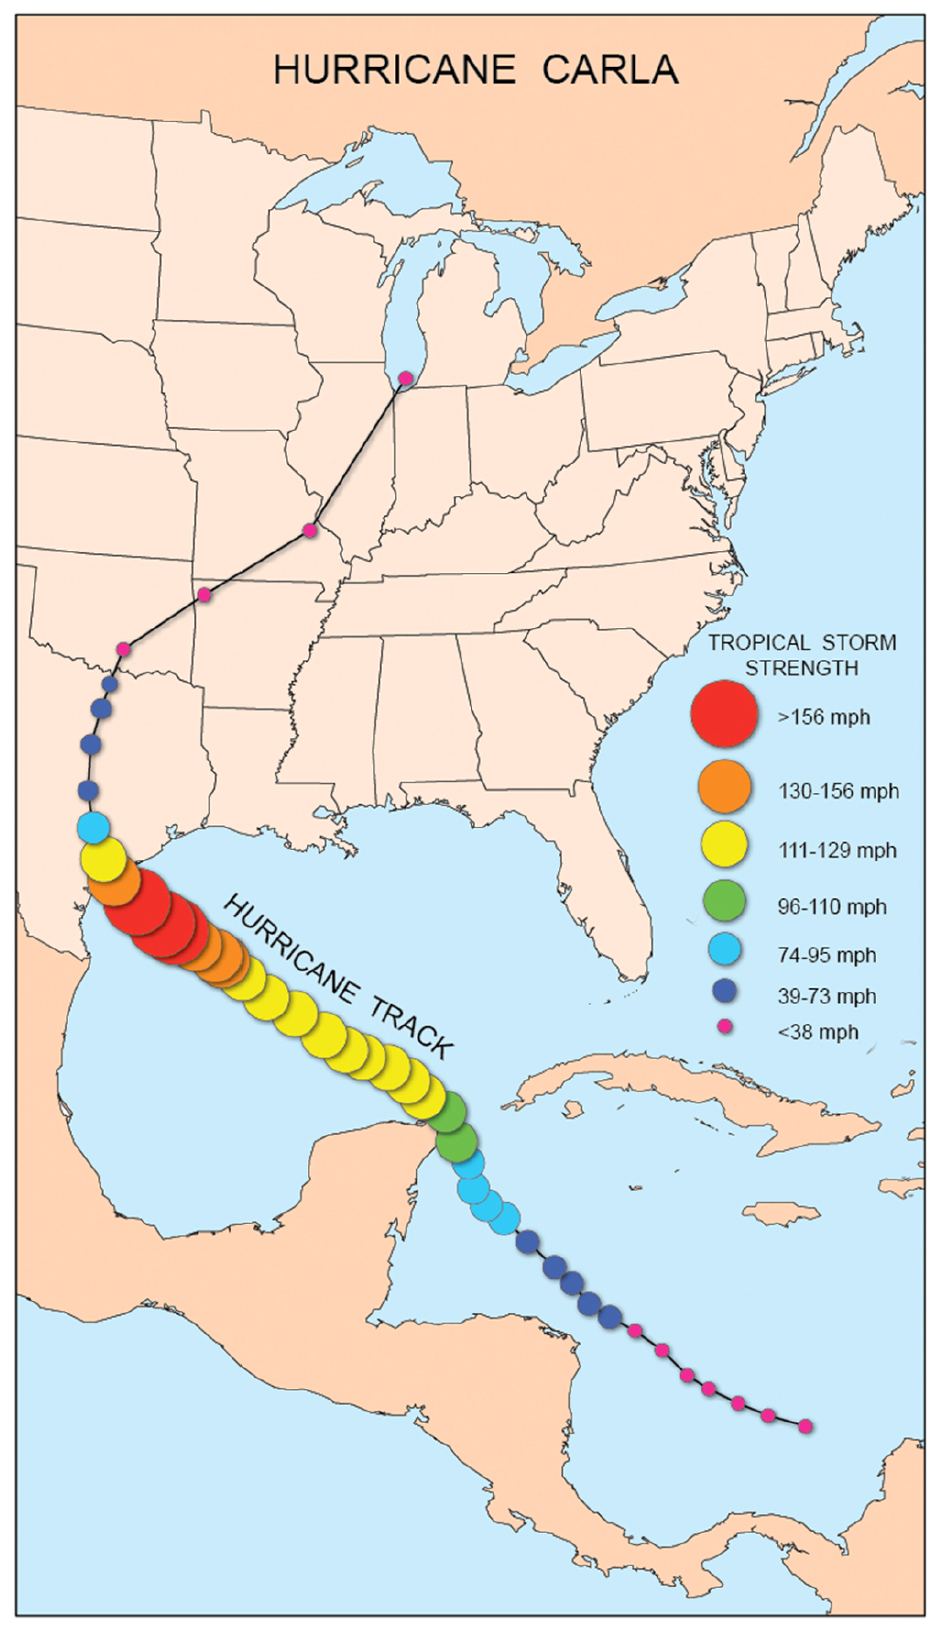 HURRICANE CARLA
TROPICAL STORM
STRENGTH
>156 mph
130-156 mph
111-129 mph
96-110 mph
74-95 mph
39-73 mph
<38 mph
HURRICANE TRACK